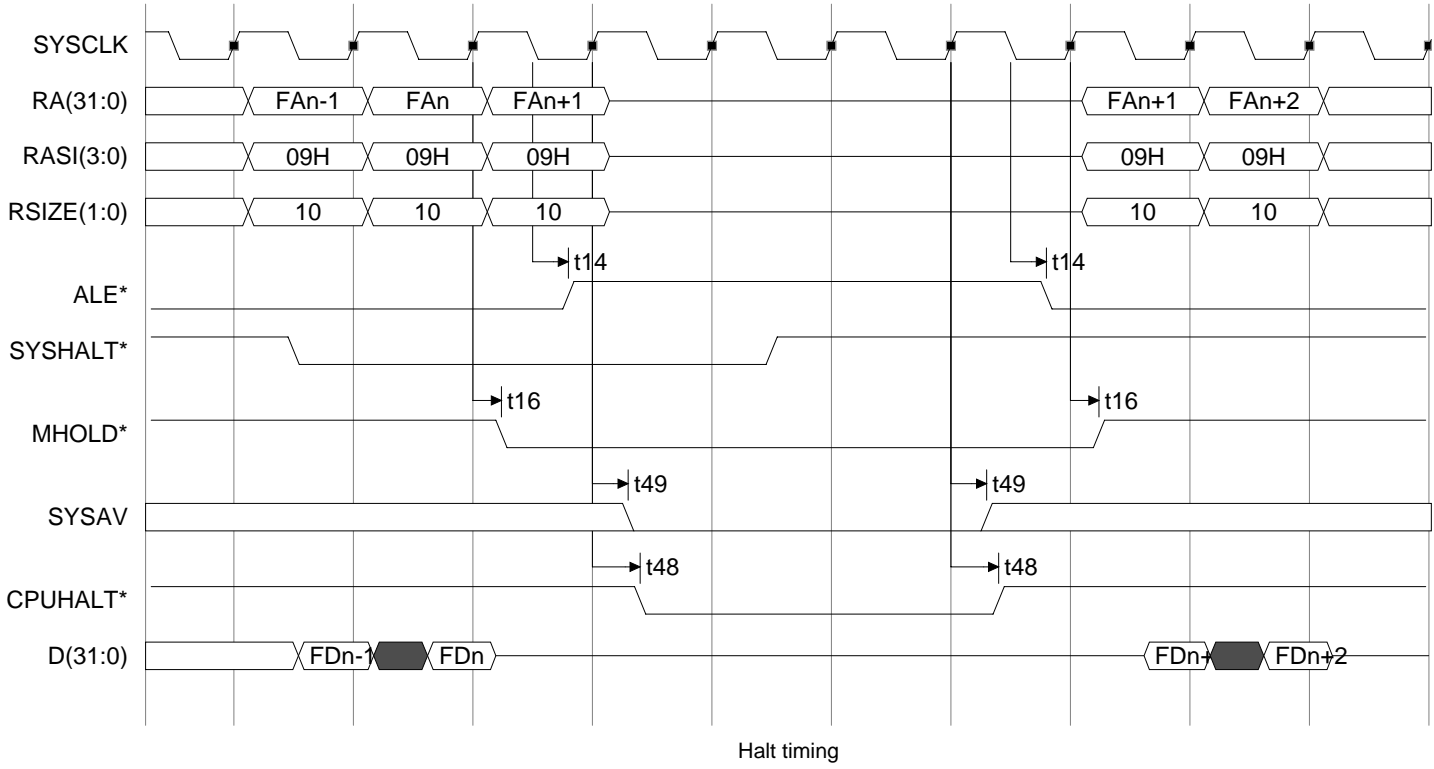 SYSCLK
RA(31:0) FAn-1 FAn FAn+1 FAn+1 FAn+2
RASI(3:0) 09H 09H 09H 09H 09H
RSIZE(1:0) 10 10 10 10 10
t14 t14
ALE*
SYSHALT*
t16 t16
MHOLD*
t49 t49
SYSAV
t48 t48
CPUHALT*
D(31:0) FDn-1 FDn FDn+ FDn+2
Halt timing